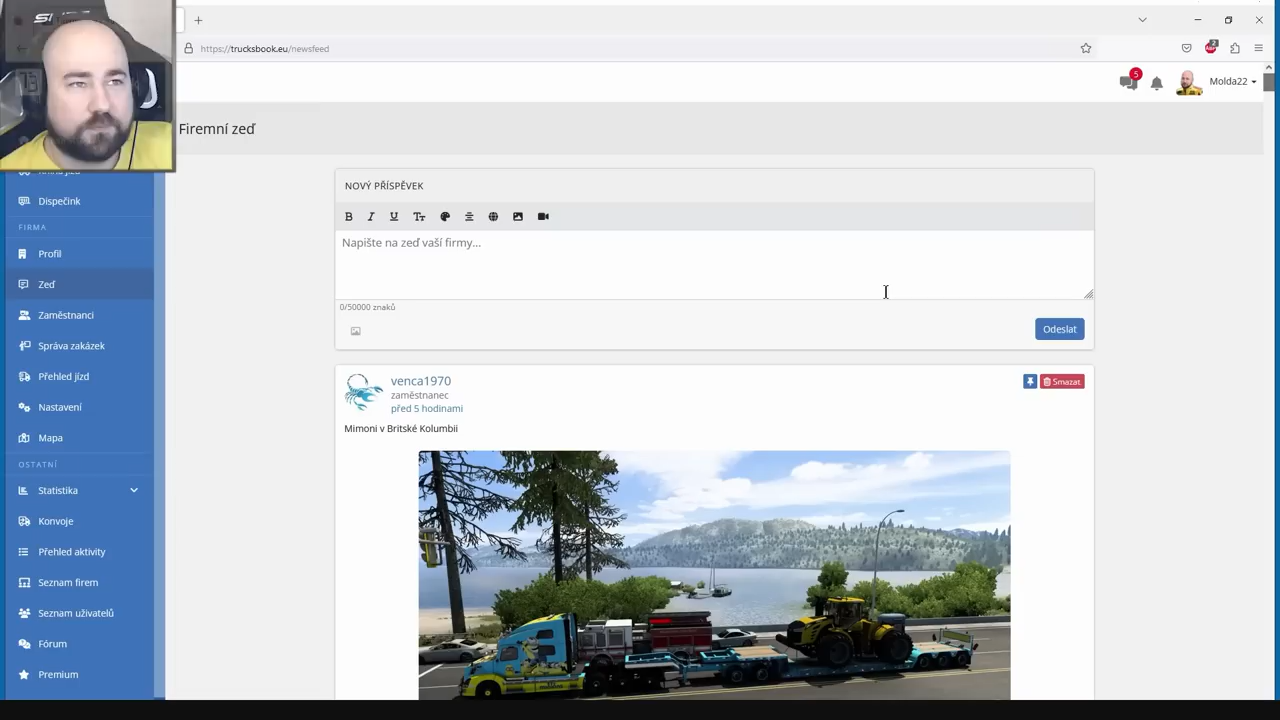 https://trucksbook.eu/newsfeed
2
5
Molda22
Firemní zeď
Dispečink
FIRMA
Profil
Zeď
Zaměstnanci
Správa zakázek
Přehled jízd
Nastavení
Mapa
OSTATNÍ
Statistika
Konvoje
Přehled aktivity
Seznam firem
Seznam uživatelů
Fórum
Premium
NOVÝ PŘÍSPĚVEK
Napište na zeď vaší firmy...
0/50000 znaků
Odeslat
venca1970
zaměstnanec
před 5 hodinami
Smazat
Mimoni v Britské Kolumbii